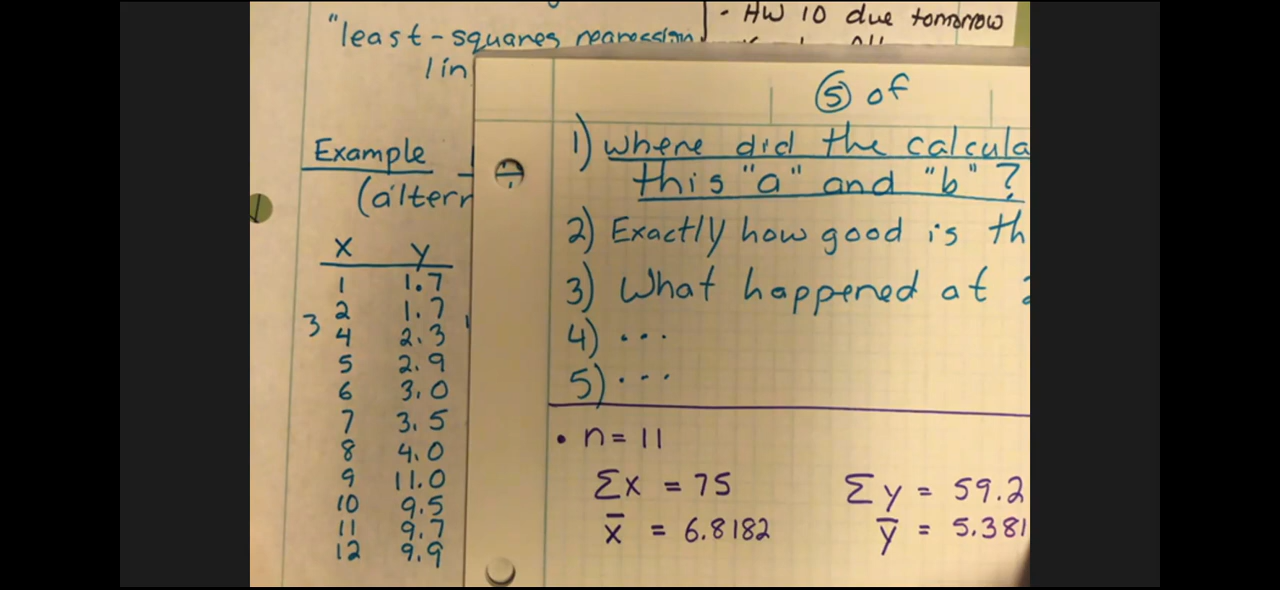 "least-squares regression
lin
Example
(altern
x y
1 1.7
2 1.7
3
4 2.3
5 2.9
6 3.0
7 3.5
8 4.0
9 11.0
10 9.5
11 9.7
12 9.9
- HW 10 due tomorrow
⑤ of
1) where did the calcula
this "a" and "b" ?
2) Exactly how good is th
3) What happened at
4) ...
5) ...
• n = 11
Σx = 75 Σy = 59.2
x̄ = 6.8182 ȳ = 5.381